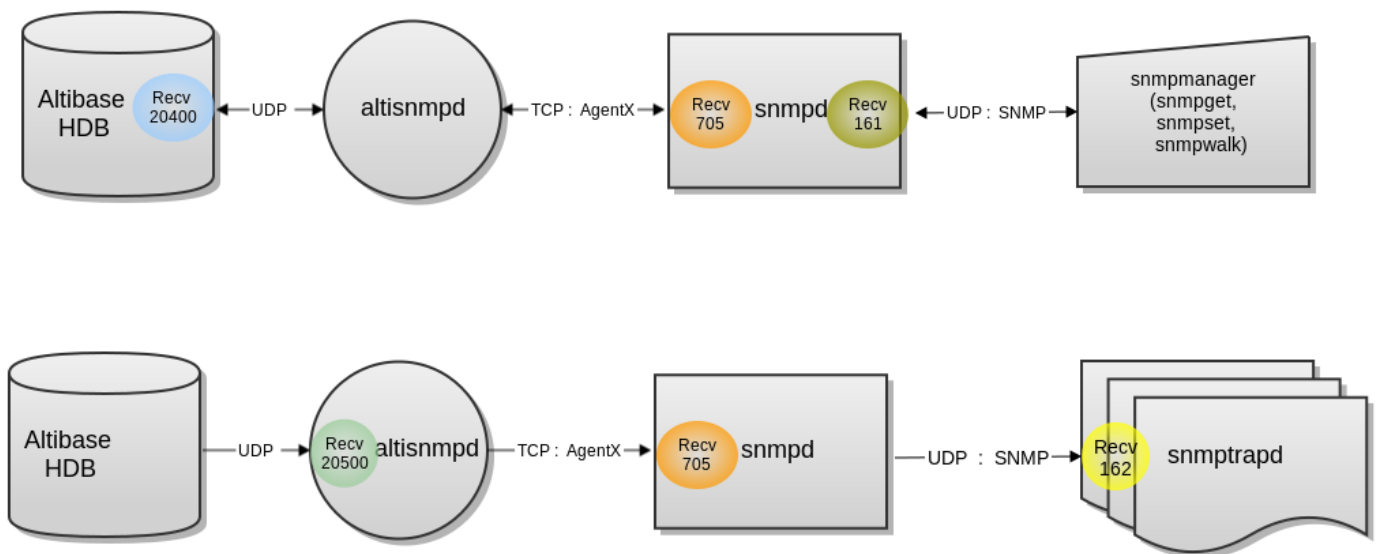 Altibase
HDB
Recv
20400
UDP
altisnmpd
TCP : AgentX
Recv
705
snmpd
Recv
161
UDP : SNMP
snmpmanager
(snmpget,
snmpset,
snmpwalk)
Altibase
HDB
UDP
Recv
20500
altisnmpd
TCP : AgentX
Recv
705
snmpd
UDP : SNMP
Recv
162
snmptrapd